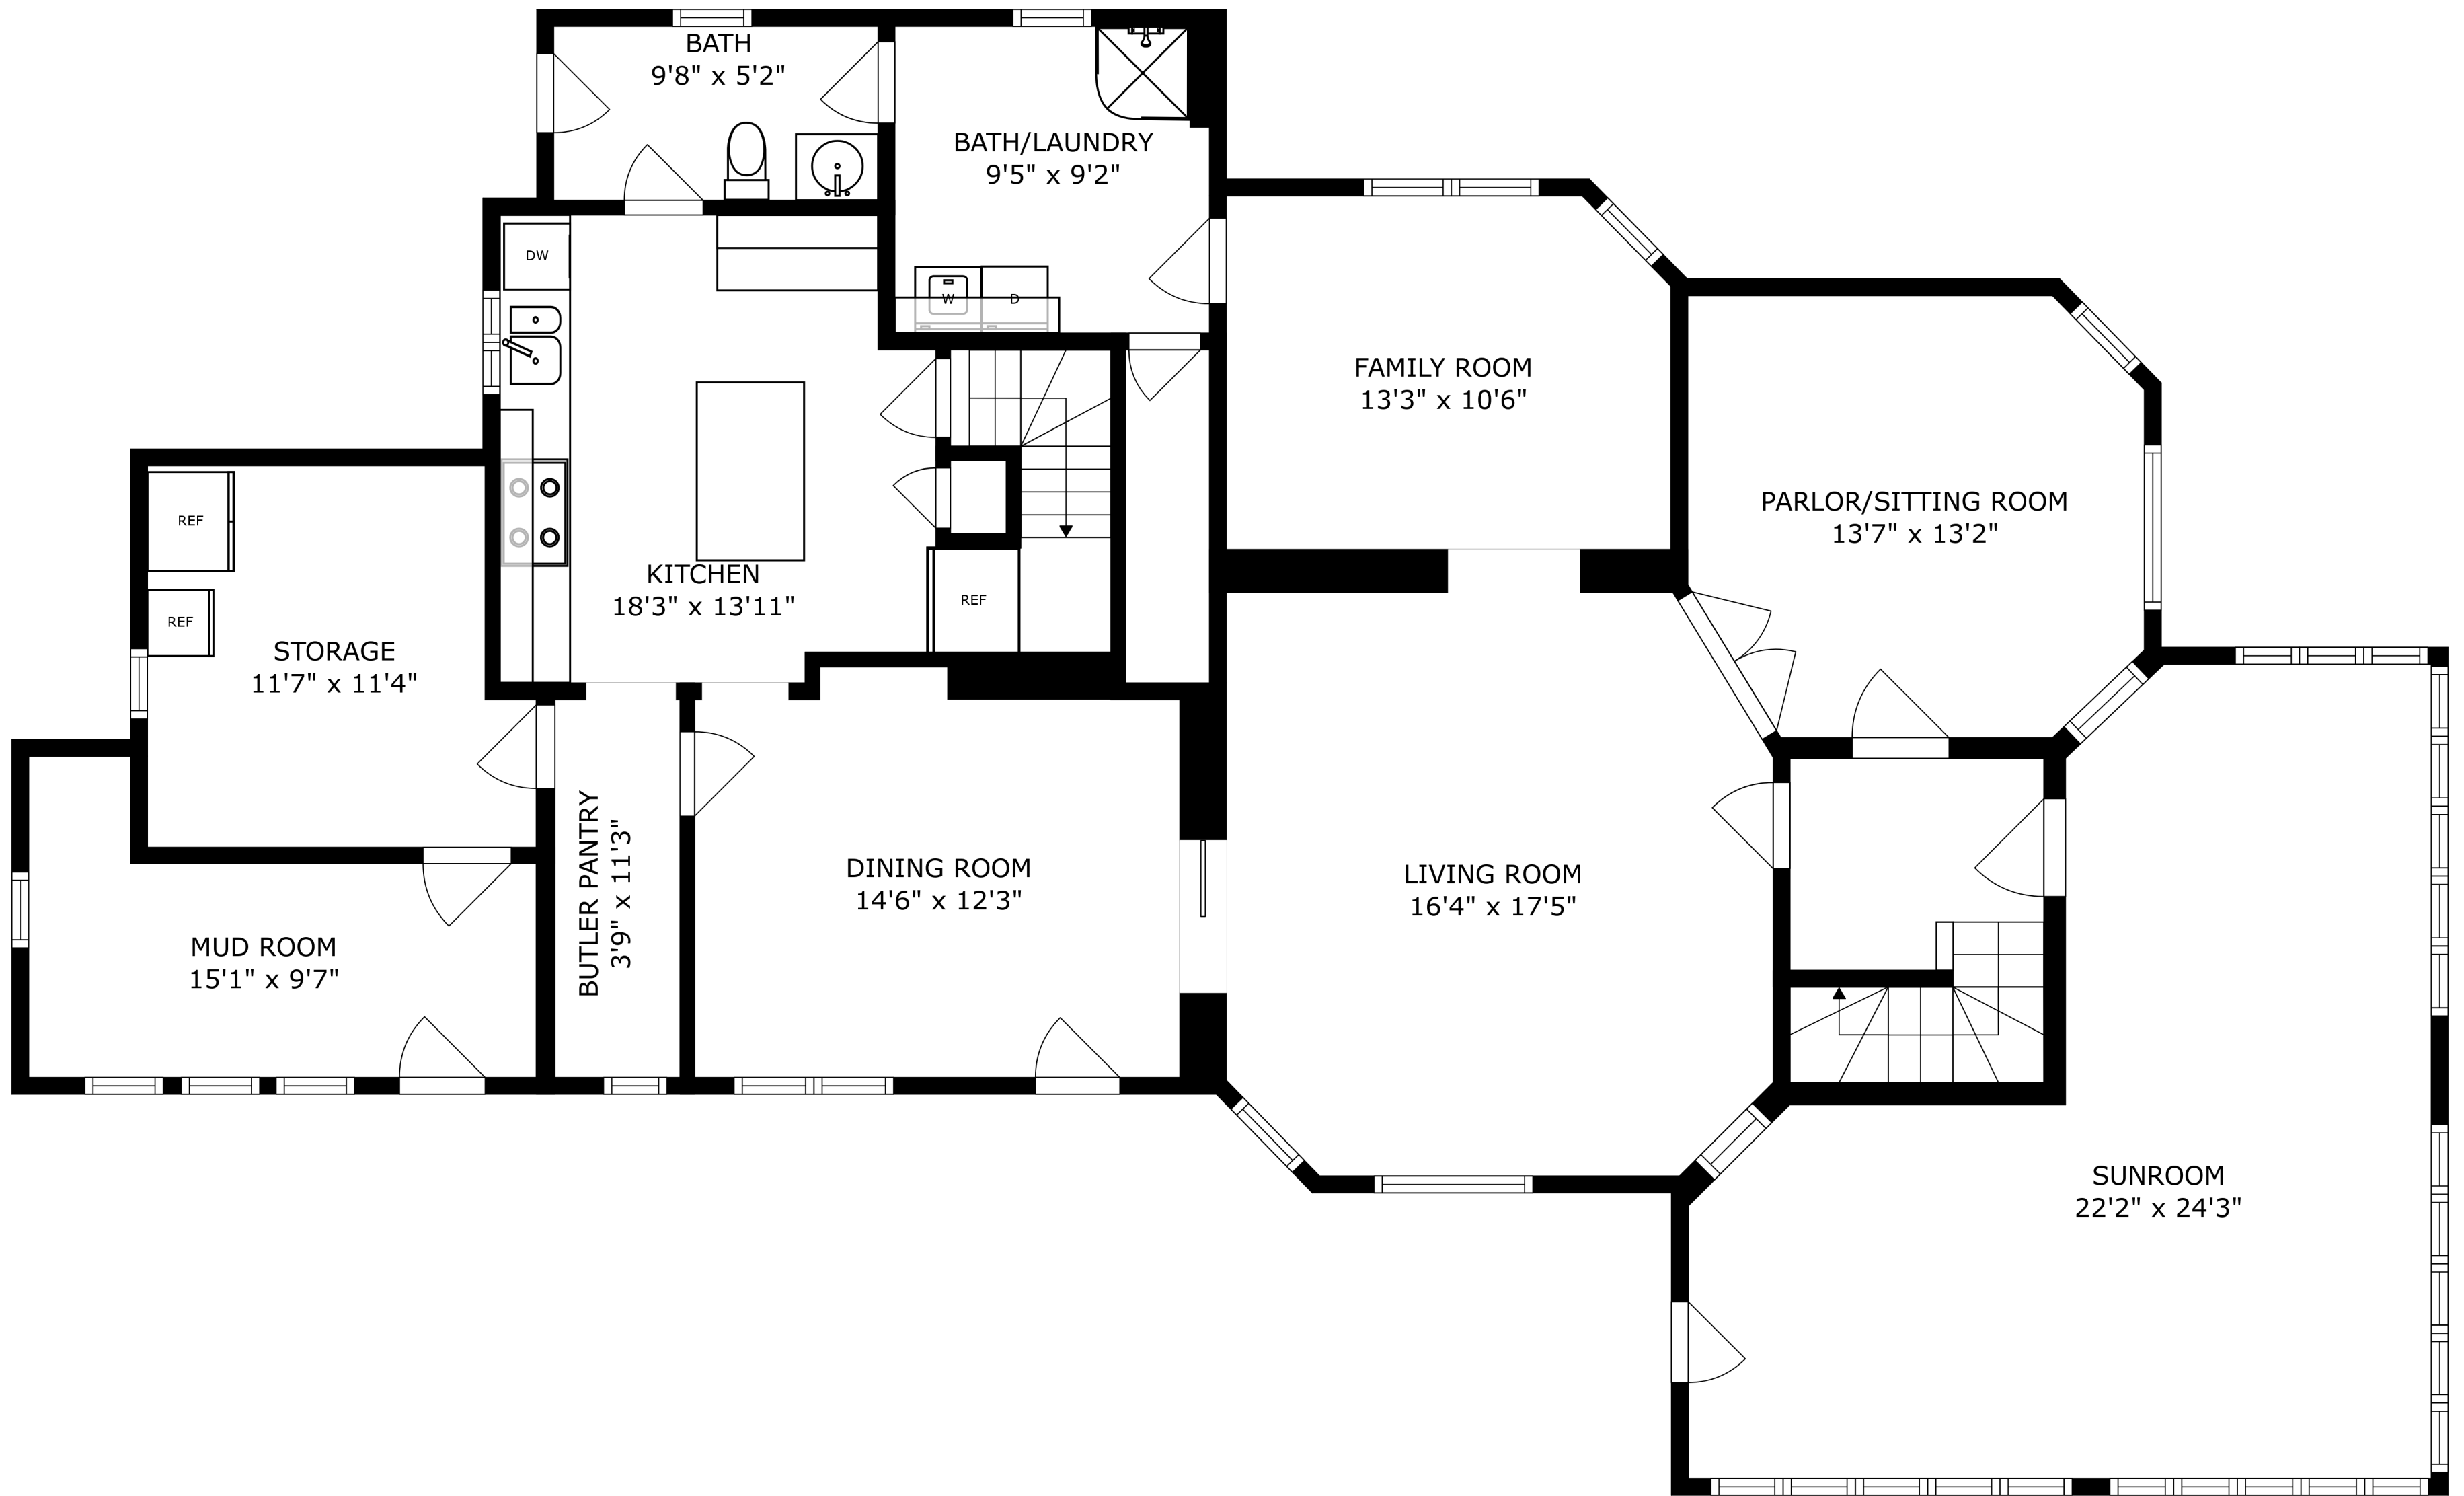 BATH
9'8" x 5'2"
BATH/LAUNDRY
9'5" x 9'2"
DW
W
D
FAMILY ROOM
13'3" x 10'6"
PARLOR/SITTING ROOM
13'7" x 13'2"
REF
REF
STORAGE
11'7" x 11'4"
KITCHEN
18'3" x 13'11"
REF
BUTLER PANTRY
3'9" x 11'3"
DINING ROOM
14'6" x 12'3"
LIVING ROOM
16'4" x 17'5"
MUD ROOM
15'1" x 9'7"
SUNROOM
22'2" x 24'3"